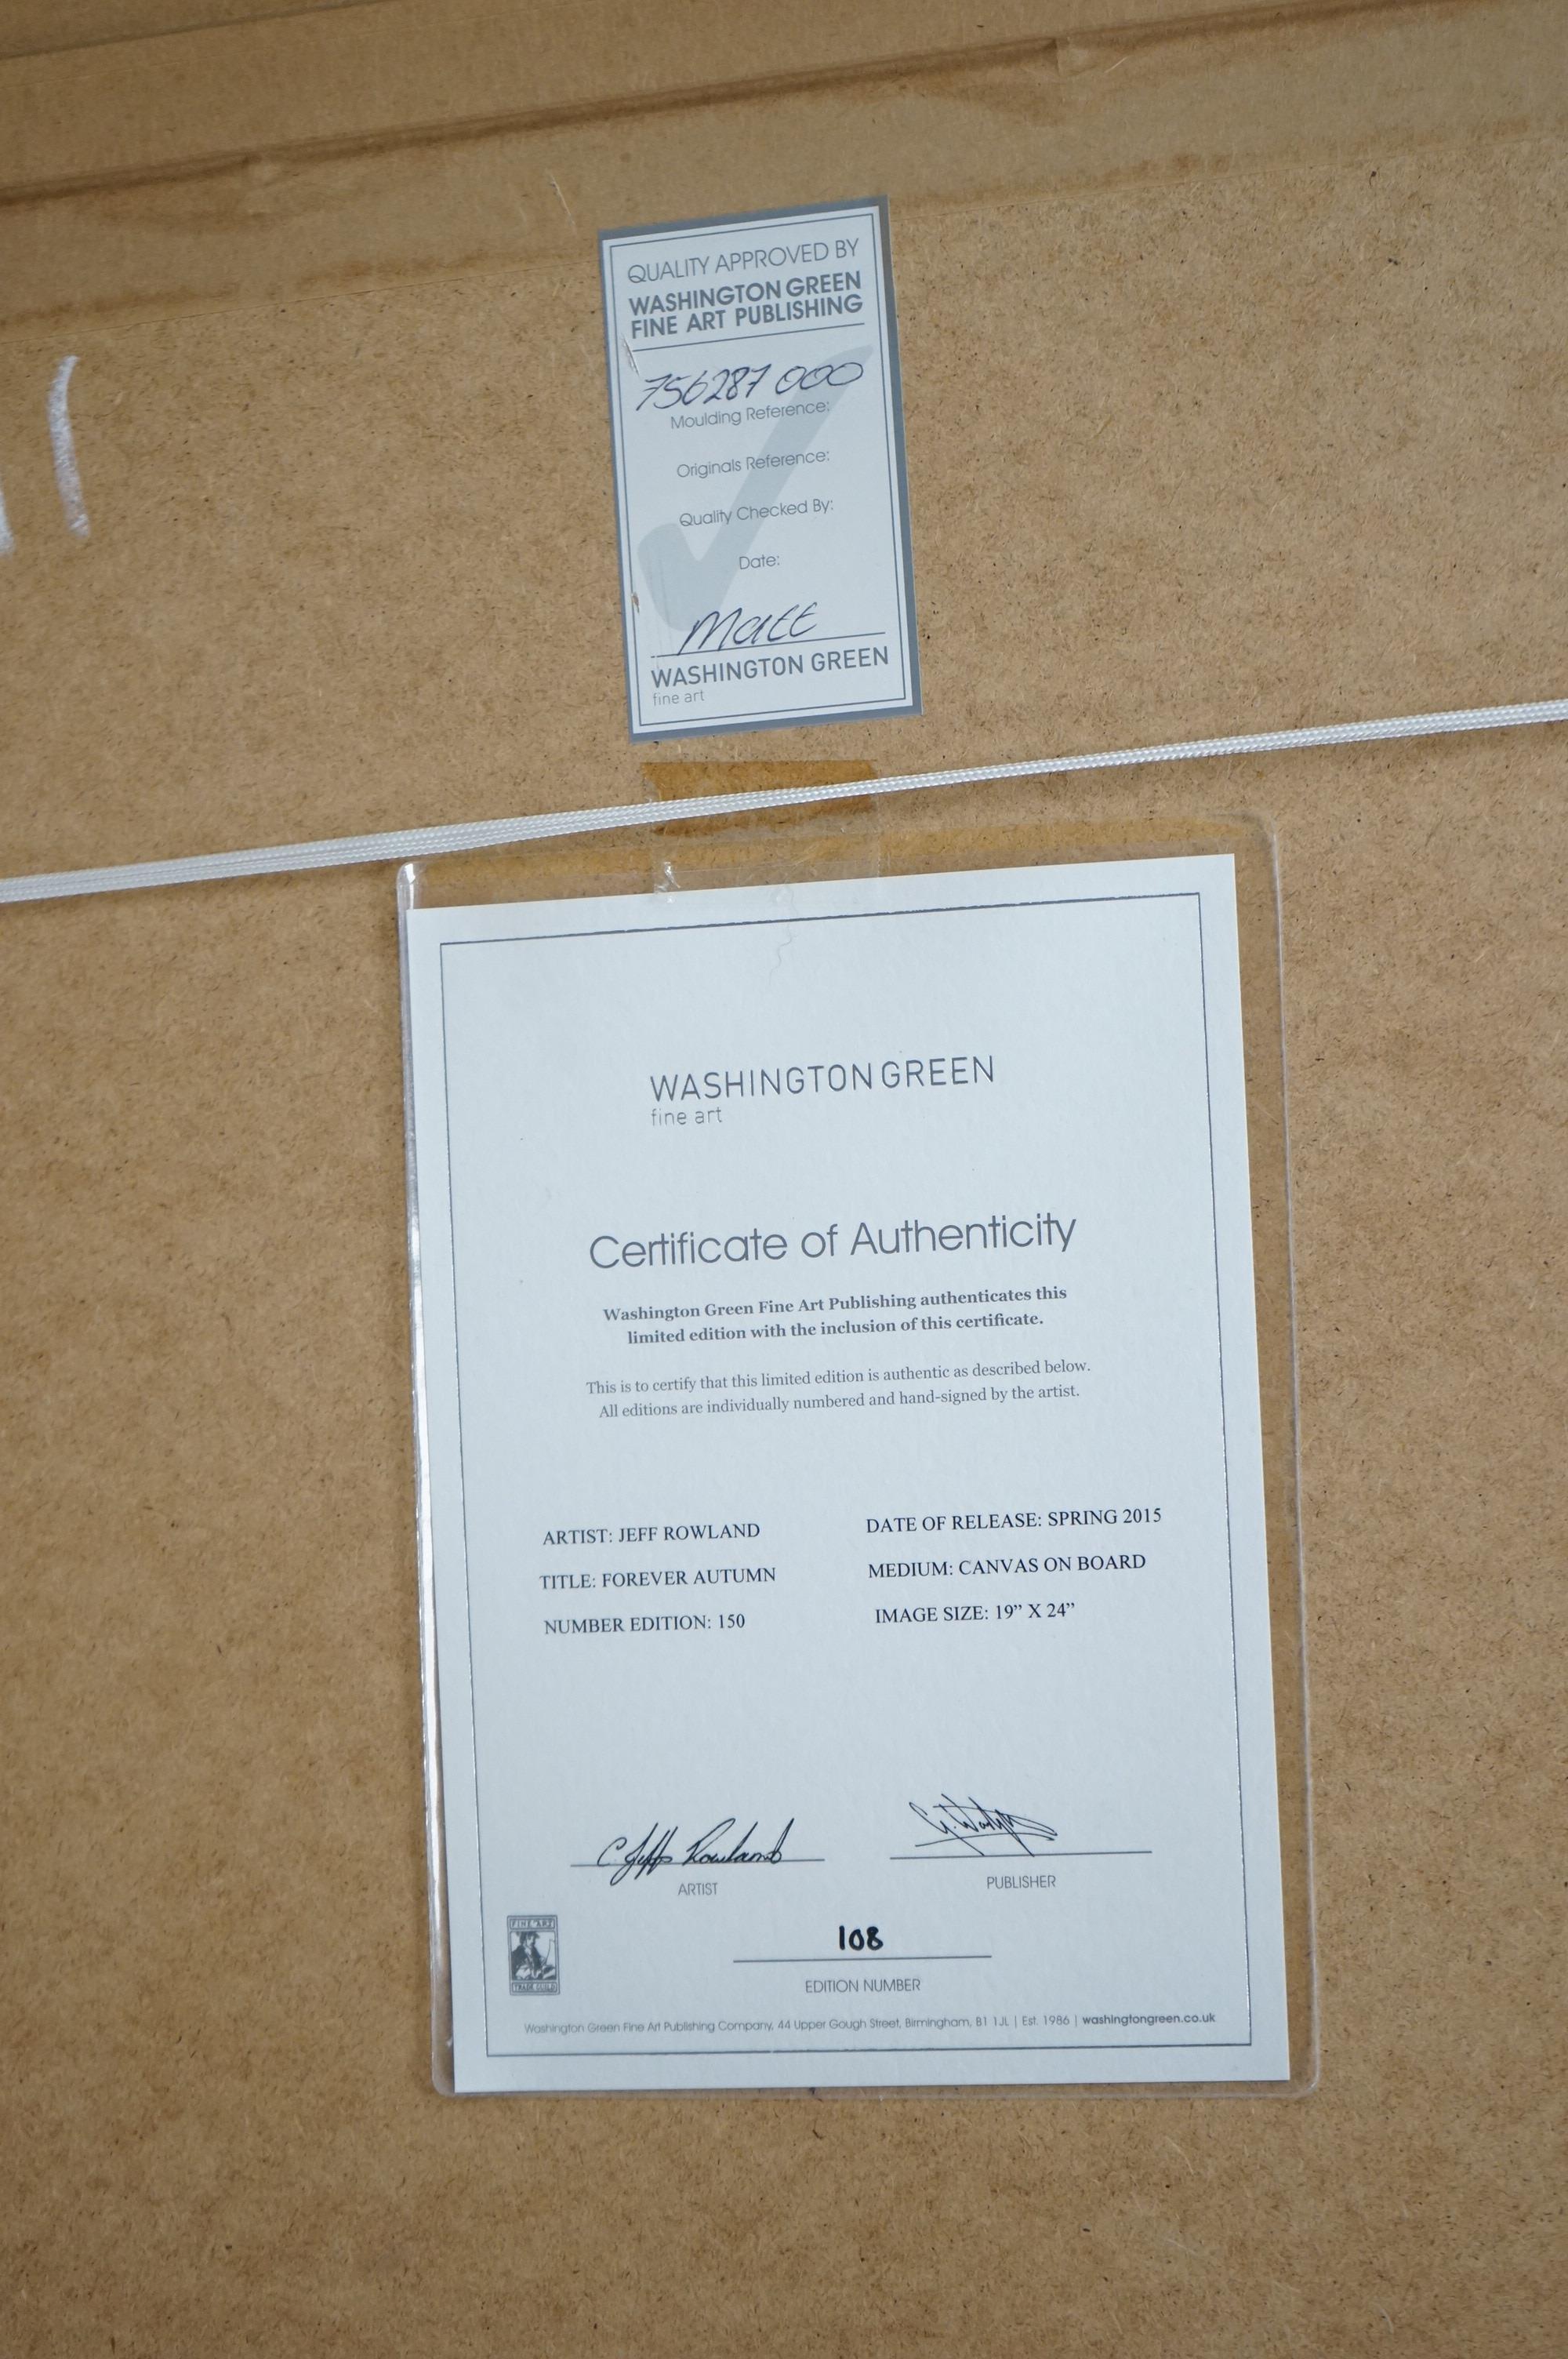 QUALITY APPROVED BY
WASHINGTON GREEN
FINE ART PUBLISHING
756287 000
Moulding Reference:
Originals Reference:
Quality Checked By:
Date:
Matt
WASHINGTON GREEN
fine art
WASHINGTON GREEN
fine art
Certificate of Authenticity
Washington Green Fine Art Publishing authenticates this
limited edition with the inclusion of this certificate.
This is to certify that this limited edition is authentic as described below.
All editions are individually numbered and hand-signed by the artist.
ARTIST: JEFF ROWLAND
TITLE: FOREVER AUTUMN
NUMBER EDITION: 150
DATE OF RELEASE: SPRING 2015
MEDIUM: CANVAS ON BOARD
IMAGE SIZE: 19” X 24”
C Jeff Rowland
ARTIST
PUBLISHER
FINE ART
TRADE GUILD
108
EDITION NUMBER
Washington Green Fine Art Publishing Company, 44 Upper Gough Street, Birmingham, B1 1JL | Est. 1986 | washingtongreen.co.uk